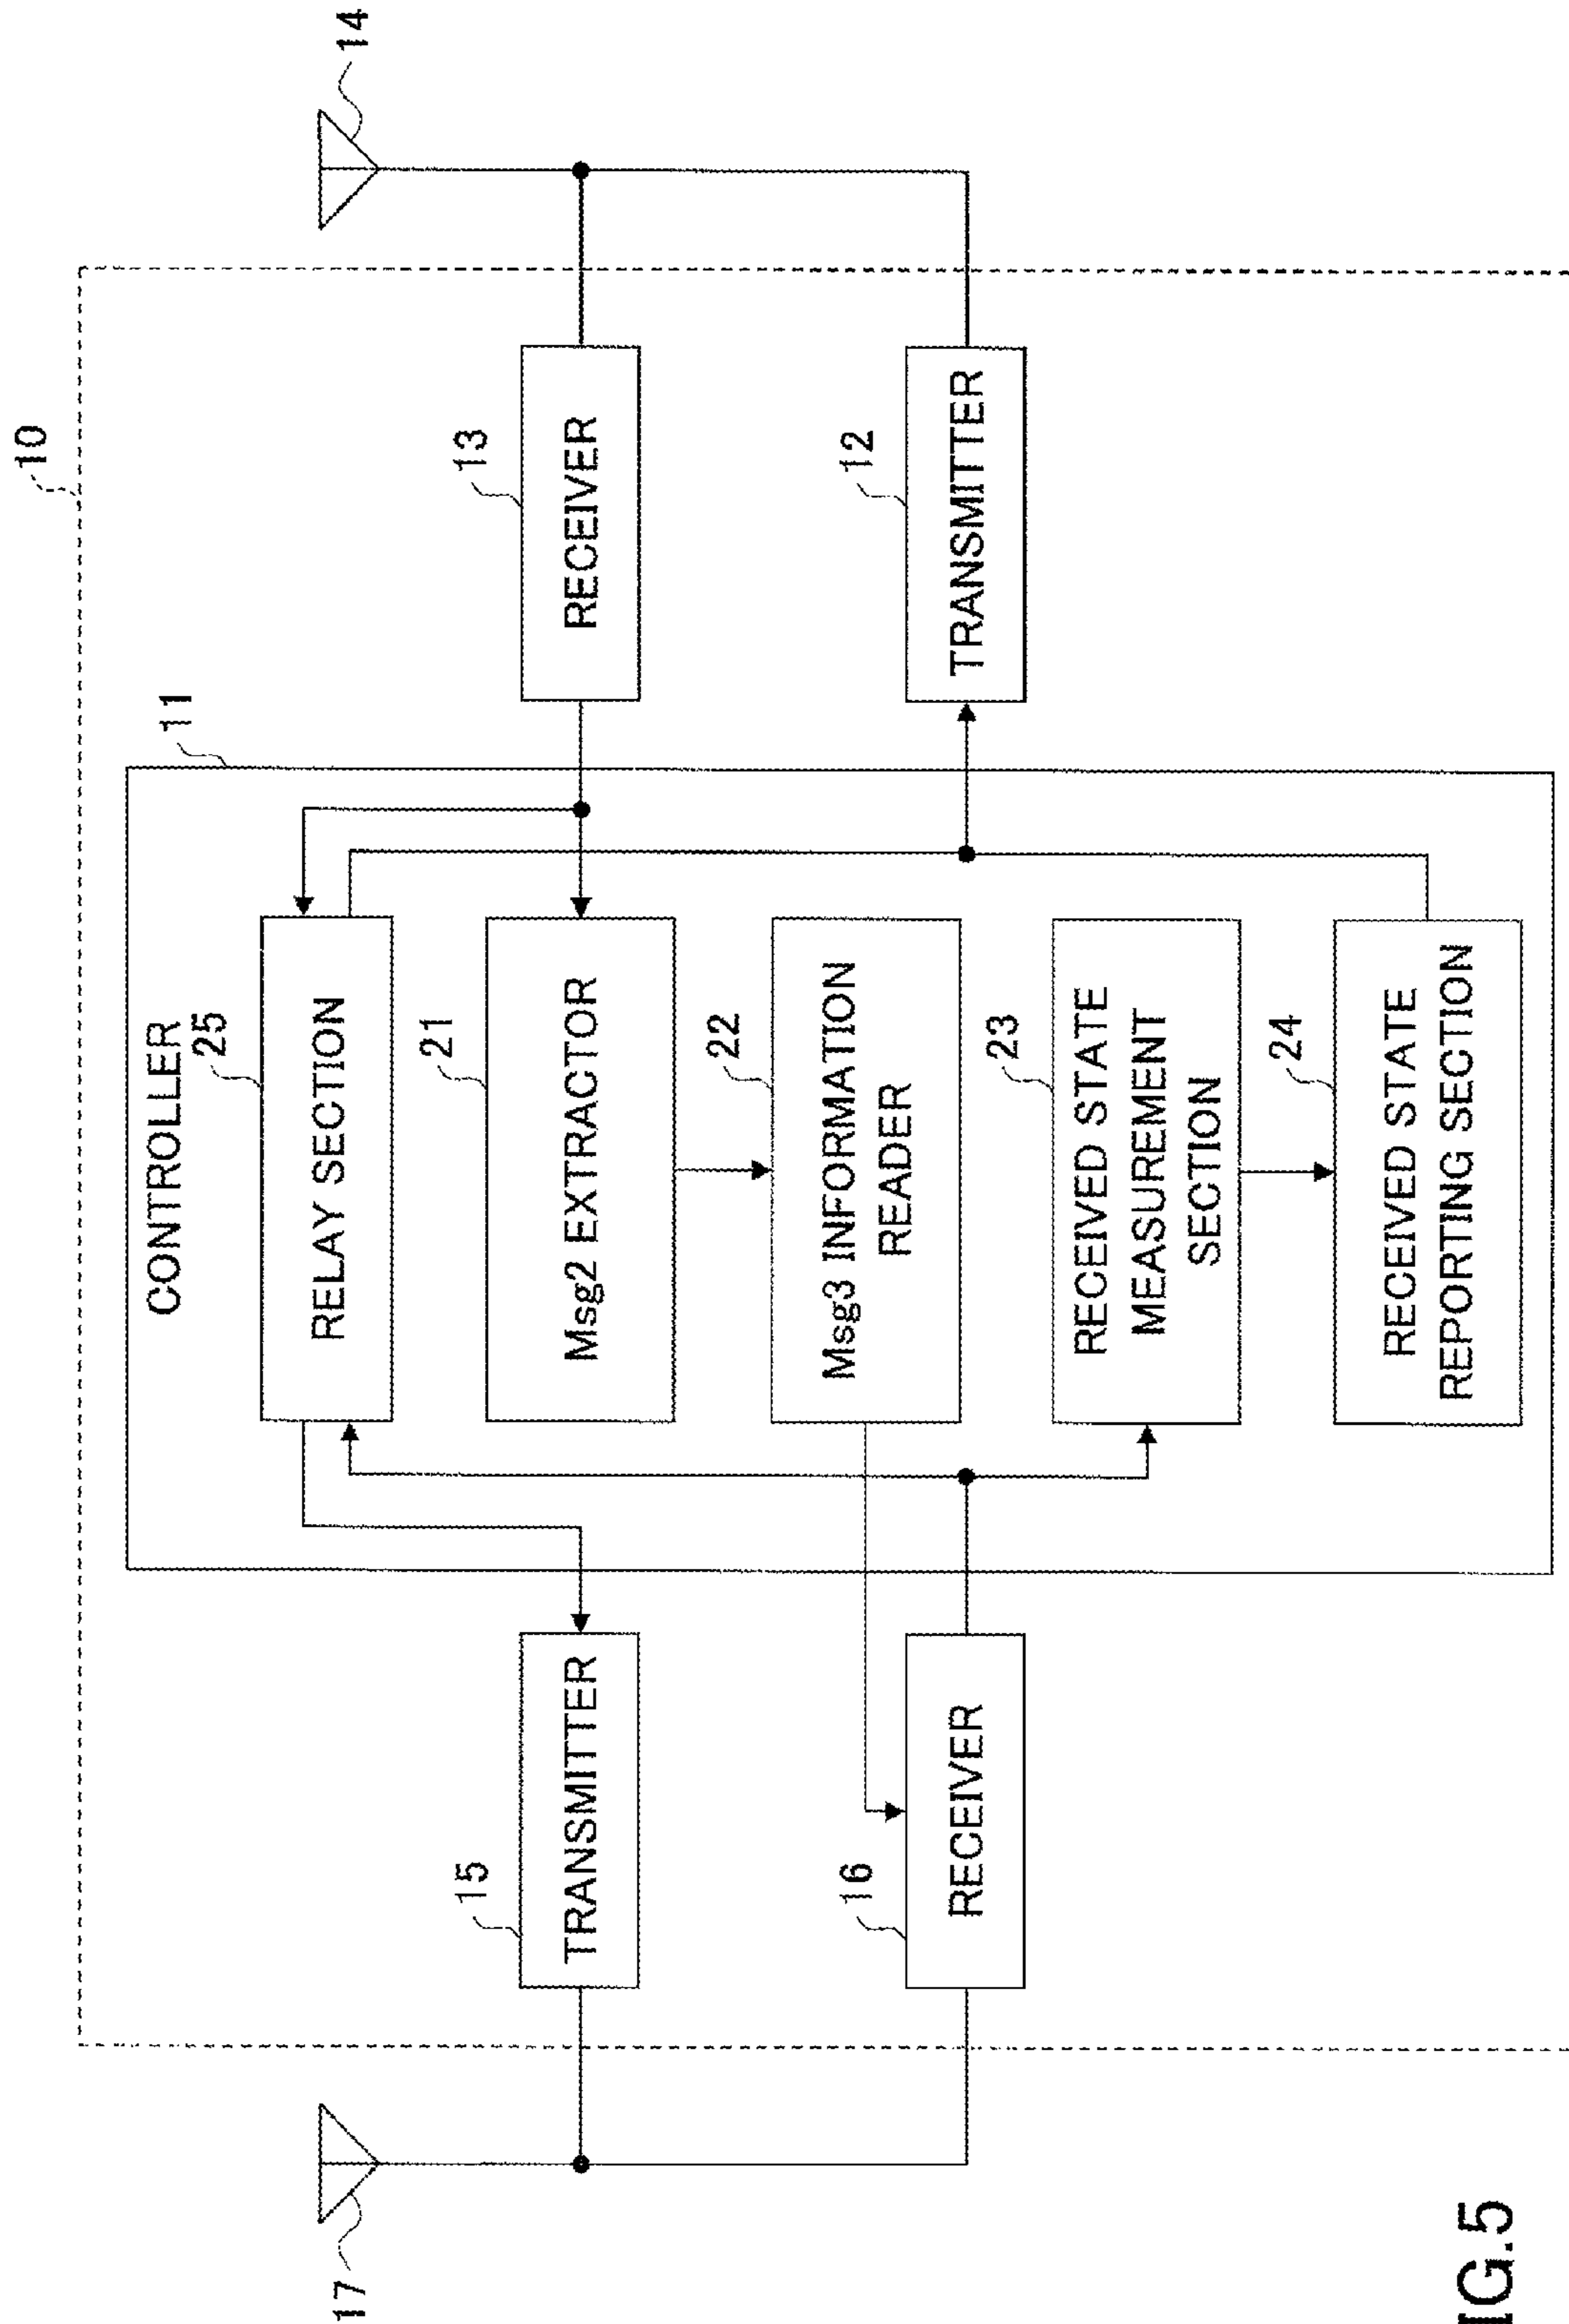 10
11
CONTROLLER
25
RELAY SECTION
21
Msg2 EXTRACTOR
22
Msg3 INFORMATION
READER
23
RECEIVED STATE
MEASUREMENT
SECTION
24
RECEIVED STATE
REPORTING SECTION
17
15
TRANSMITTER
16
RECEIVER
13
RECEIVER
12
TRANSMITTER
14
IG.5